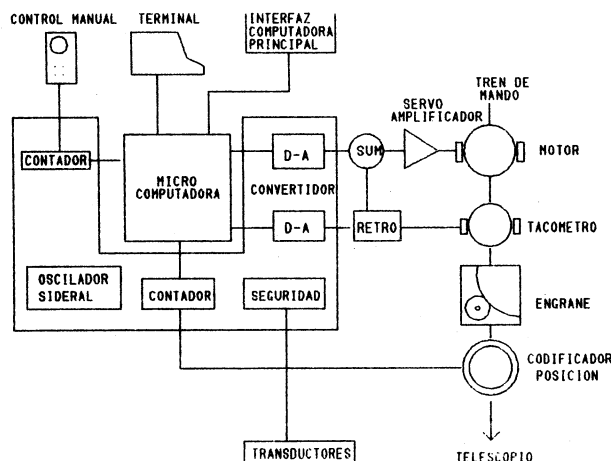 CONTROL MANUAL
TERMINAL
INTERFAZ
COMPUTADORA
PRINCIPAL
TREN DE
MANDO
SERVO
AMPLIFICADOR
CONTADOR
MICRO
COMPUTADORA
D-A
SUM
MOTOR
CONVERTIDOR
D-A
RETRO
TACOMETRO
OSCILADOR
SIDERAL
CONTADOR
SEGURIDAD
ENGRANE
CODIFICADOR
POSICION
TRANSDUCTORES
TELESCOPIO